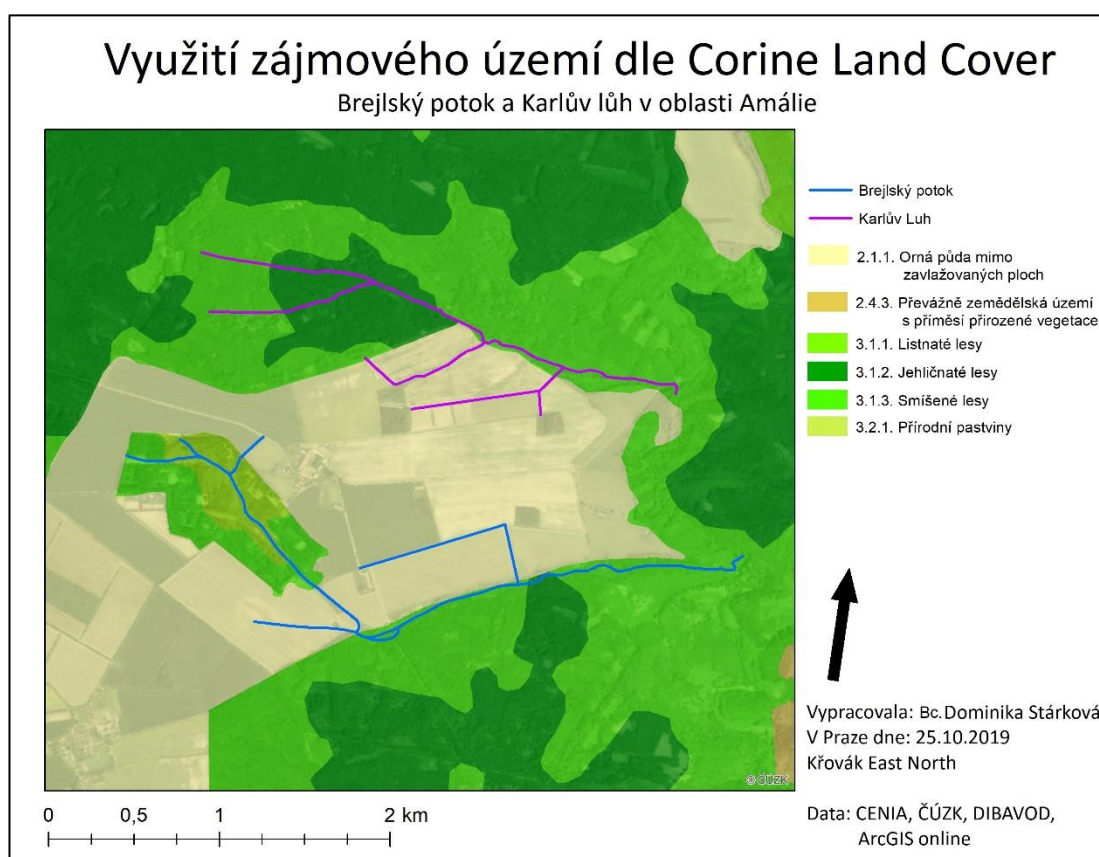 Využití zájmového území dle Corine Land Cover
Brejlský potok a Karlův lůh v oblasti Amálie
Brejlský potok
Karlův Luh
2.1.1. Orná půda mimo
zavlažovaných ploch
2.4.3. Převážně zemědělská území
s příměsí přirozené vegetace
3.1.1. Listnaté lesy
3.1.2. Jehličnaté lesy
3.1.3. Smíšené lesy
3.2.1. Přírodní pastviny
Vypracovala: Bc.Dominika Stárková
V Praze dne: 25.10.2019
Křovák East North
© ČÚZK
0 0,5 1 2 km
Data: CENIA, ČÚZK, DIBAVOD,
ArcGIS online